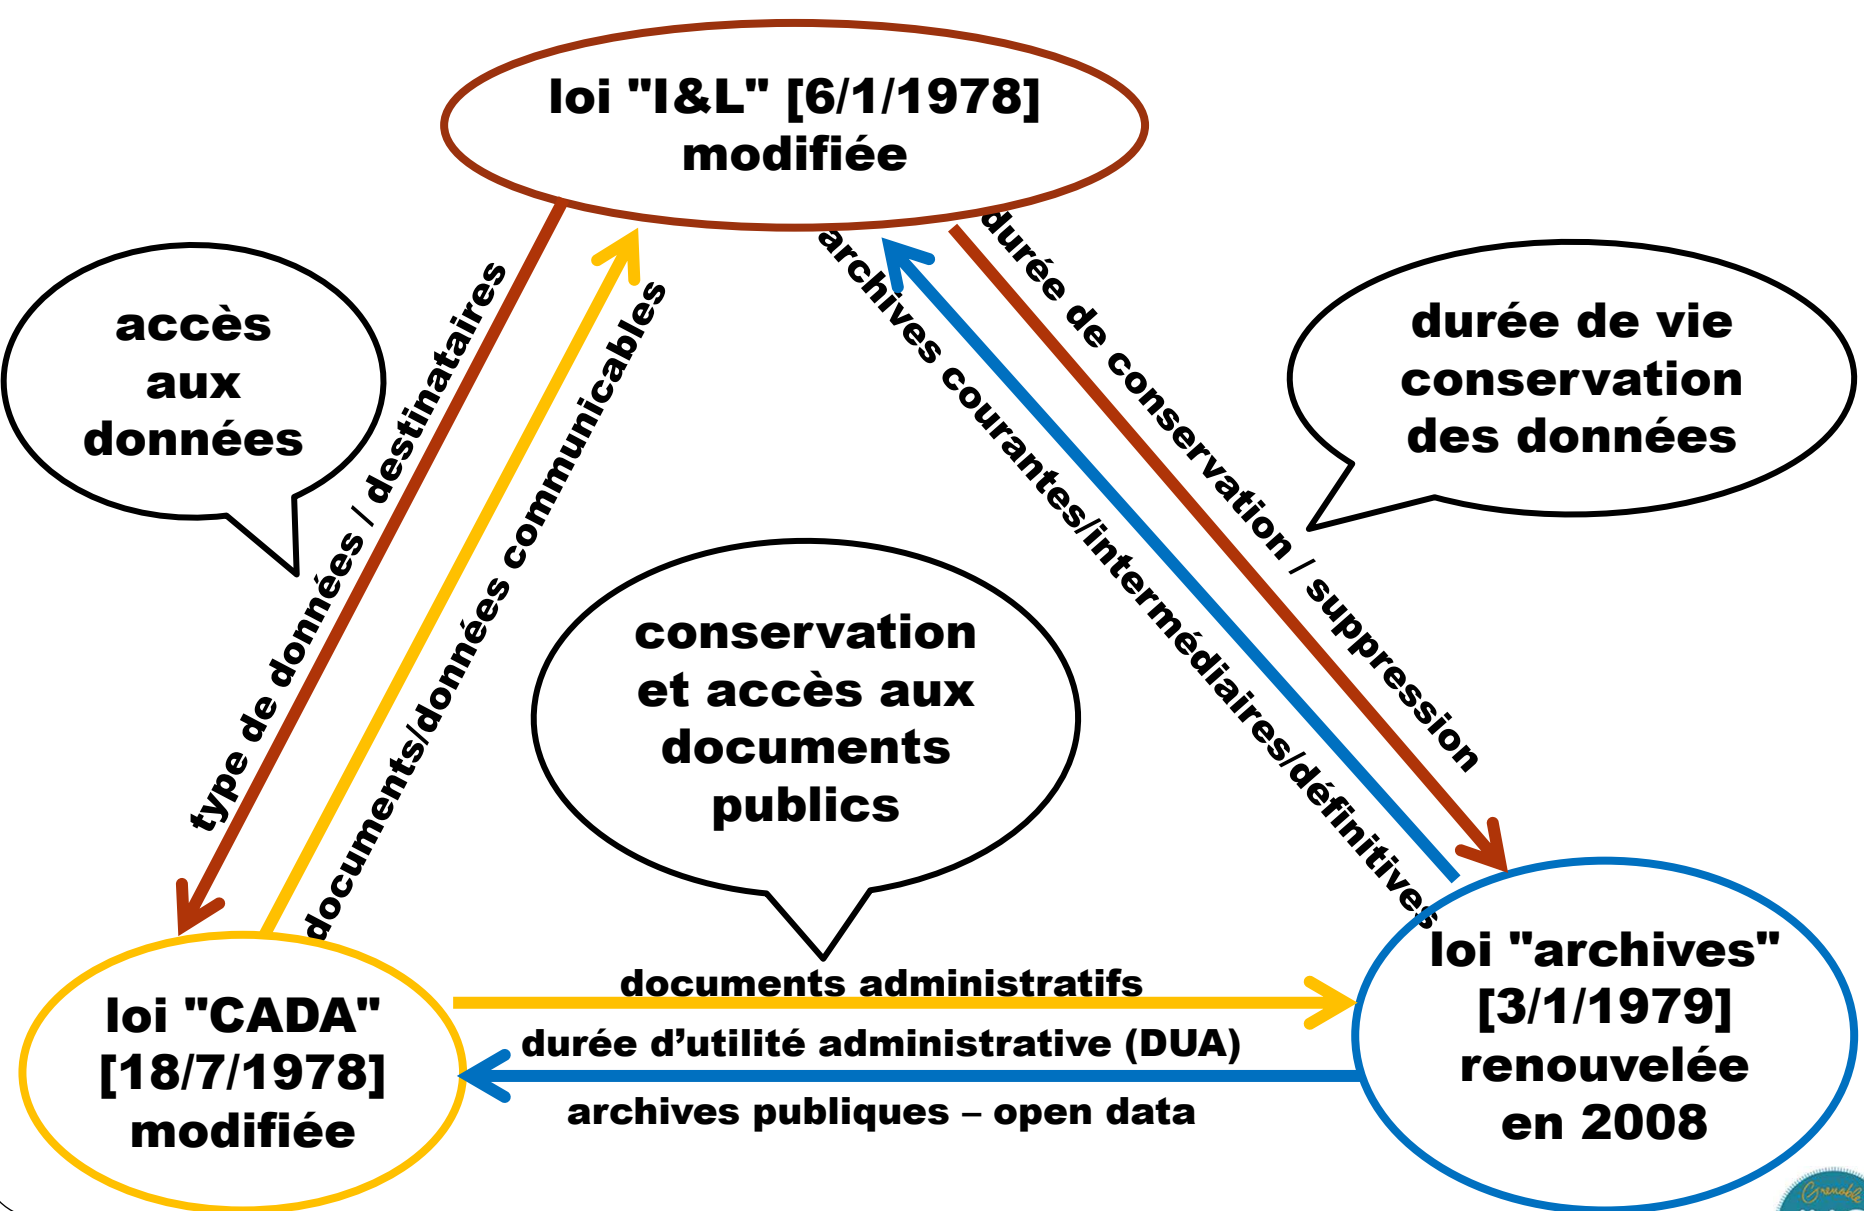 loi "I&L" [6/1/1978]
modifiée
accès
aux
données
type de données / destinataires
documents/données communicables
archives courantes/intermédiaires/définitives
durée de conservation / suppression
durée de vie
conservation
des données
conservation
et accès aux
documents
publics
loi "CADA"
[18/7/1978]
modifiée
documents administratifs
durée d’utilité administrative (DUA)
archives publiques – open data
loi "archives"
[3/1/1979]
renouvelée
en 2008
Grenoble